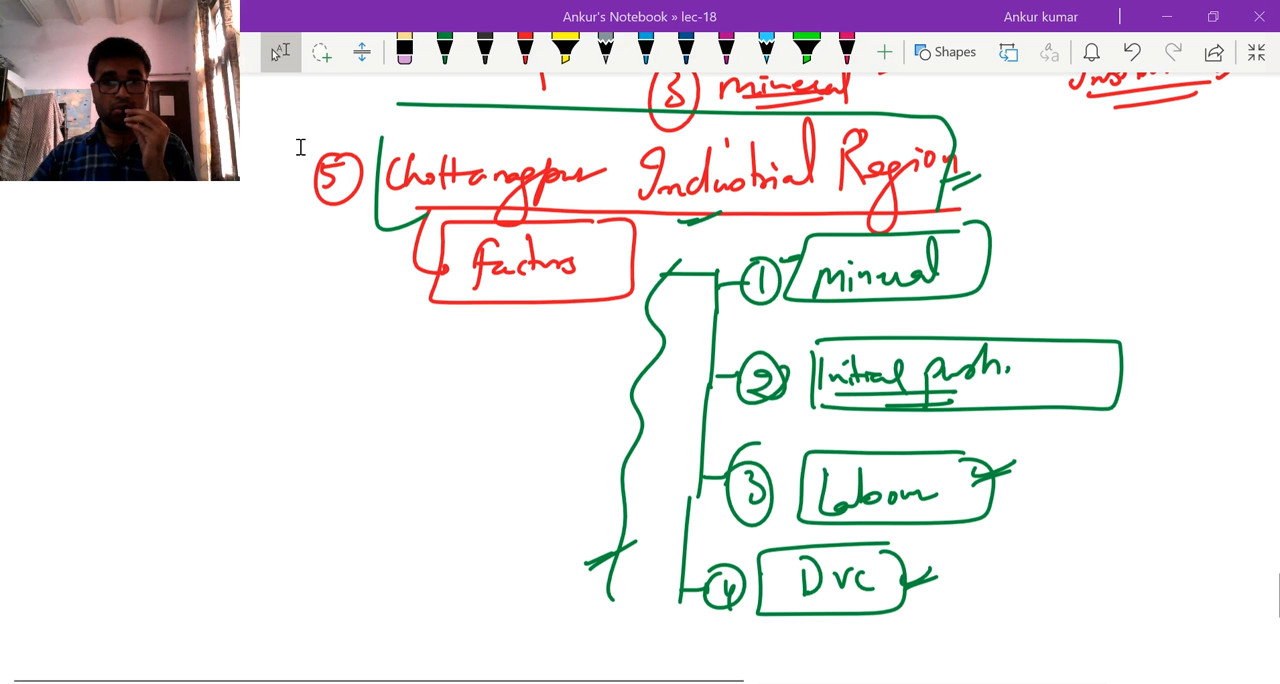 Ankur's Notebook » lec-18
Ankur kumar
Shapes
③ mineral
⑤ Chottanagpur Industrial Region
factors
① mineral
② Initial push.
③ Labour
④ DVC